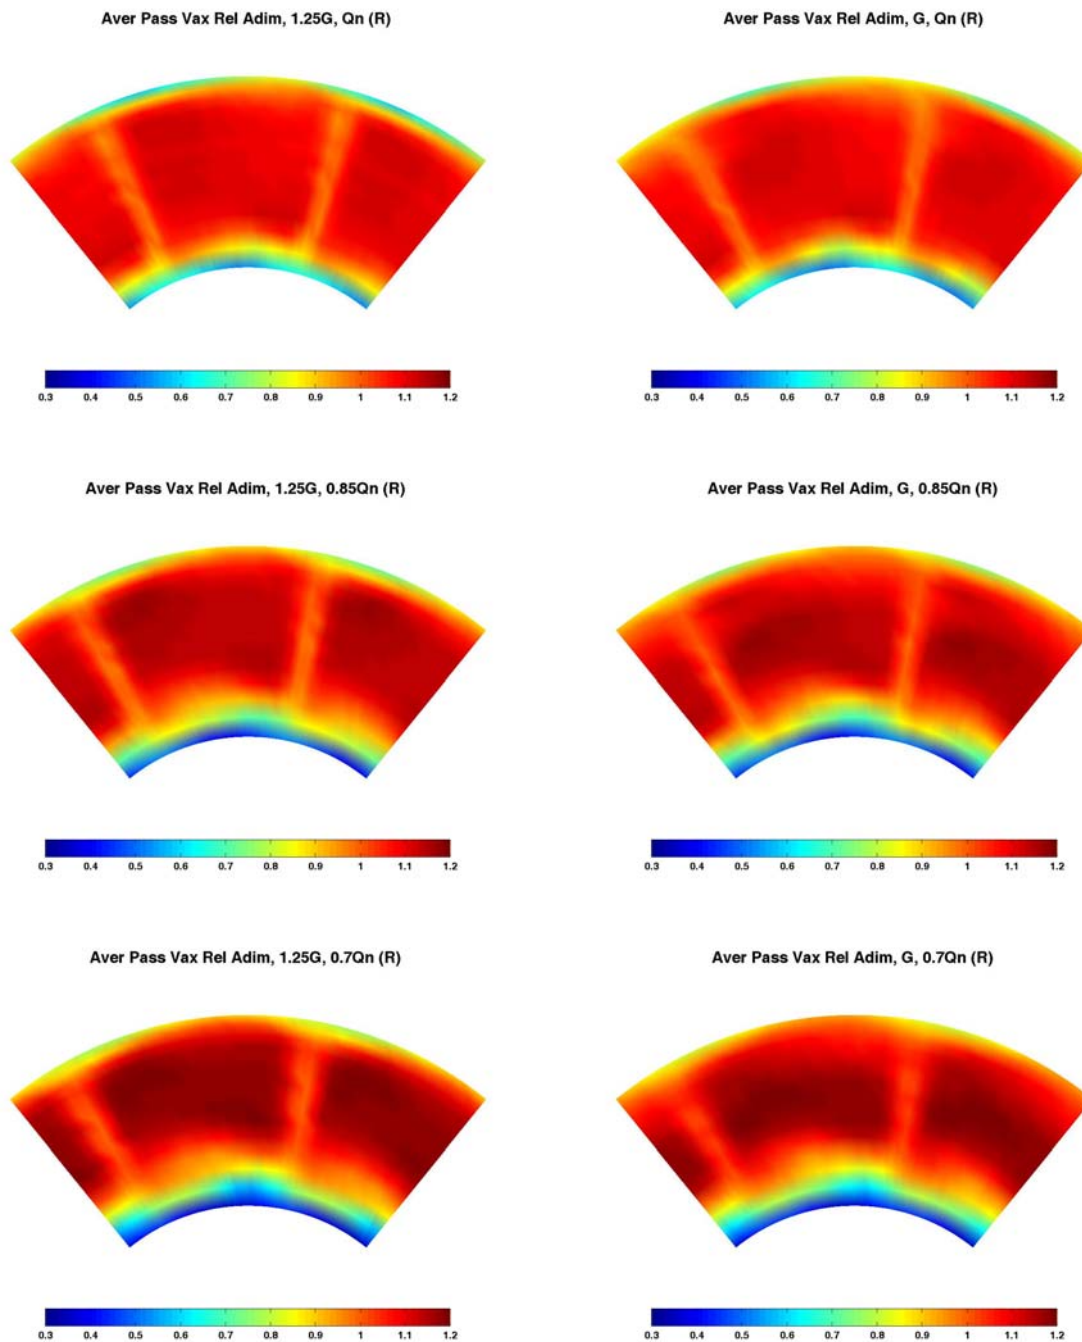 Aver Pass Vax Rel Adim, 1.25G, Qn (R)
Aver Pass Vax Rel Adim, G, Qn (R)
0.3 0.4 0.5 0.6 0.7 0.8 0.9 1 1.1 1.2
0.3 0.4 0.5 0.6 0.7 0.8 0.9 1 1.1 1.2
Aver Pass Vax Rel Adim, 1.25G, 0.85Qn (R)
Aver Pass Vax Rel Adim, G, 0.85Qn (R)
0.3 0.4 0.5 0.6 0.7 0.8 0.9 1 1.1 1.2
0.3 0.4 0.5 0.6 0.7 0.8 0.9 1 1.1 1.2
Aver Pass Vax Rel Adim, 1.25G, 0.7Qn (R)
Aver Pass Vax Rel Adim, G, 0.7Qn (R)
0.3 0.4 0.5 0.6 0.7 0.8 0.9 1 1.1 1.2
0.3 0.4 0.5 0.6 0.7 0.8 0.9 1 1.1 1.2